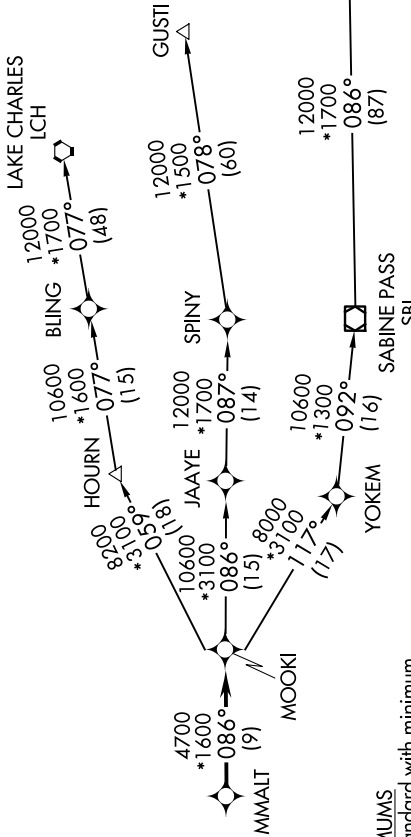 LAKE CHARLES
LCH
12000
*1700
077°
(48)
BLING
10600
*1600
077°
(15)
HOURN
8200
*3100
059°
(18)
GUSTI
12000
*1500
078°
(60)
SPINY
12000
*1700
087°
(14)
JAAYE
10600
*3100
086°
(15)
MOOKI
4700
*1600
086°
(9)
MMALT
8000
*3100
117°
(17)
YOKEM
10600
*1300
092°
(16)
SABINE PASS
SBI
12000
*1700
086°
(87)
MUMS
andard with minimum